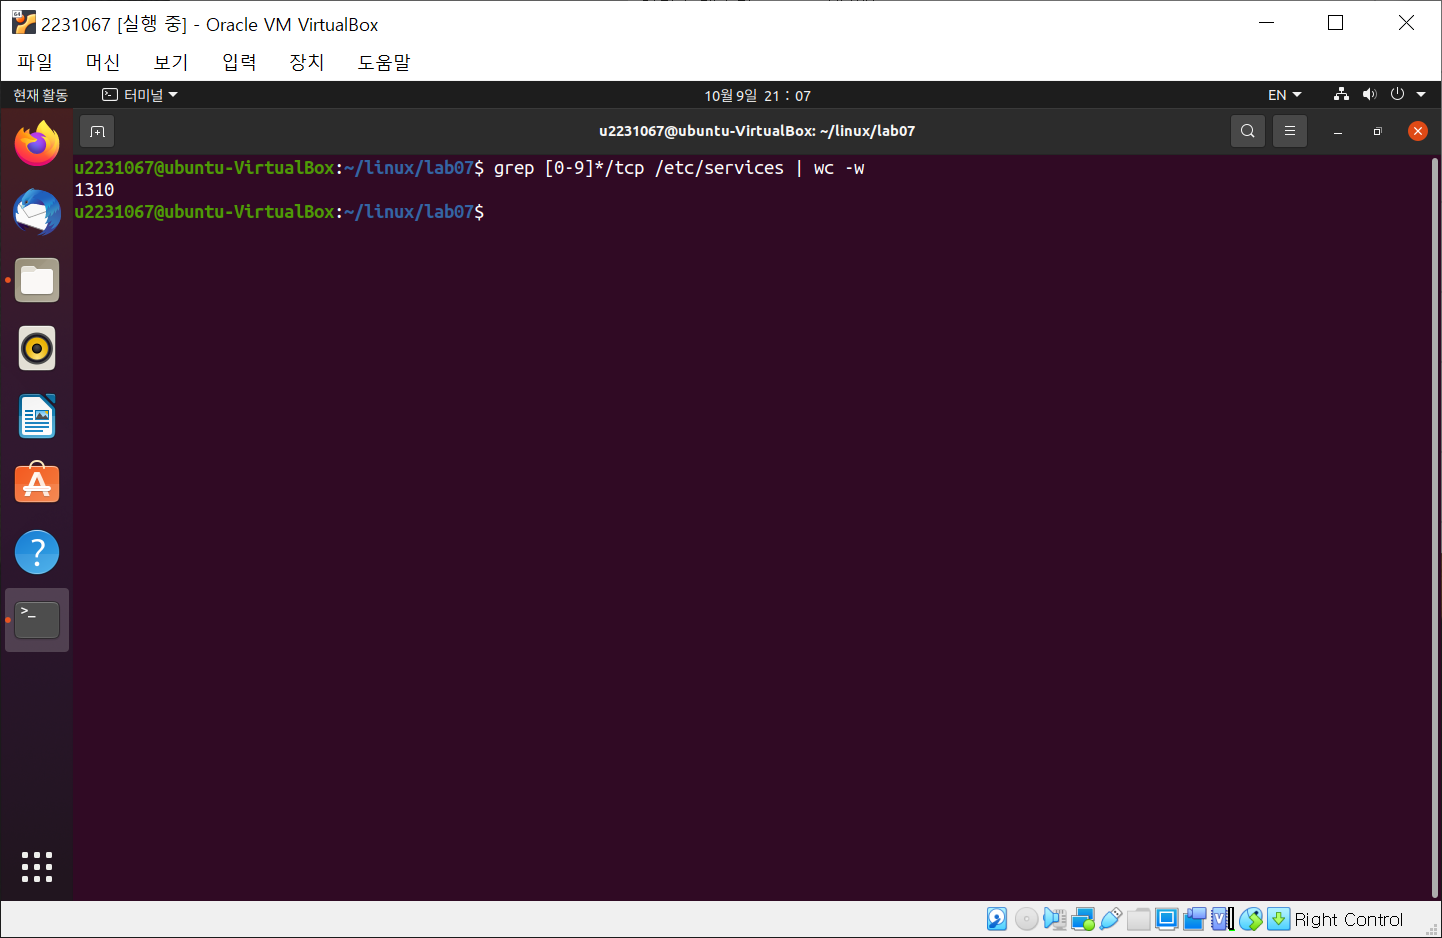 2231067 [실행 중] - Oracle VM VirtualBox
파일 머신 보기 입력 장치 도움말
현재 활동 터미널 10월 9일 21 : 07 EN
u2231067@ubuntu-VirtualBox: ~/linux/lab07
u2231067@ubuntu-VirtualBox:~/linux/lab07$ grep [0-9]*/tcp /etc/services | wc -w
1310
u2231067@ubuntu-VirtualBox:~/linux/lab07$
Right Control